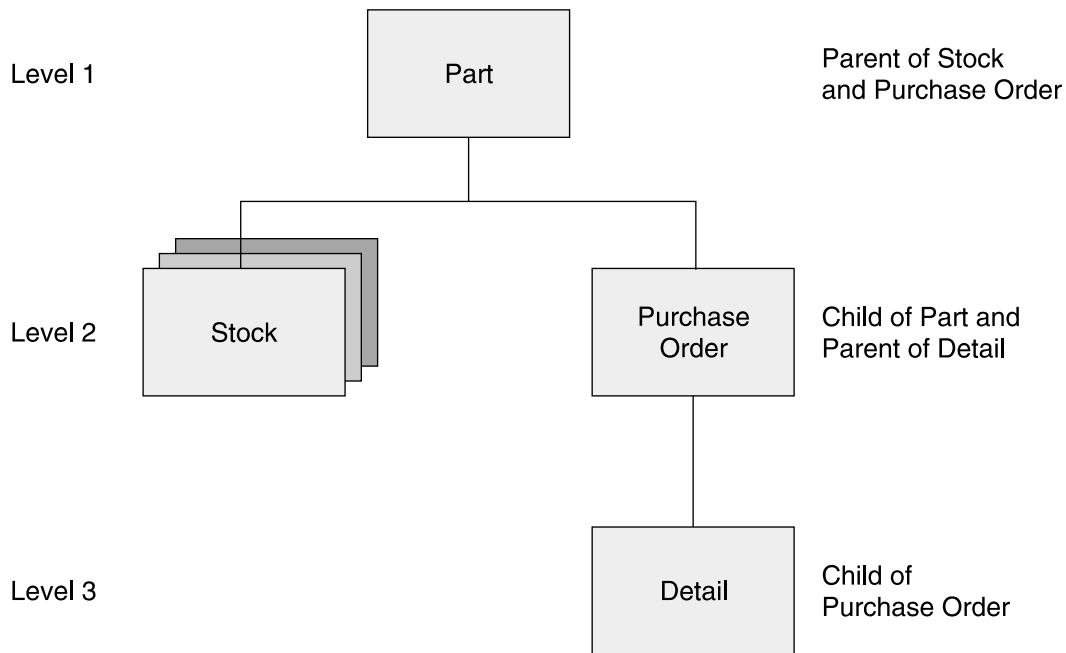 Level 1
Part
Parent of Stock
and Purchase Order
Level 2
Stock
Purchase
Order
Child of Part and
Parent of Detail
Level 3
Detail
Child of
Purchase Order